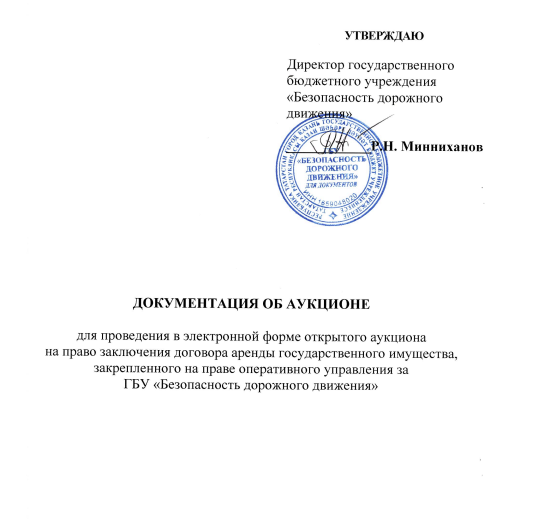 УТВЕРЖДАЮ
Директор государственного
бюджетного учреждения
«Безопасность дорожного
движения»
Р.Н. Минниханов
«БЕЗОПАСНОСТЬ
ДОРОЖНОГО
ДВИЖЕНИЯ»
ДЛЯ ДОКУМЕНТОВ
ДОКУМЕНТАЦИЯ ОБ АУКЦИОНЕ
для проведения в электронной форме открытого аукциона
на право заключения договора аренды государственного имущества,
закрепленного на праве оперативного управления за
ГБУ «Безопасность дорожного движения»